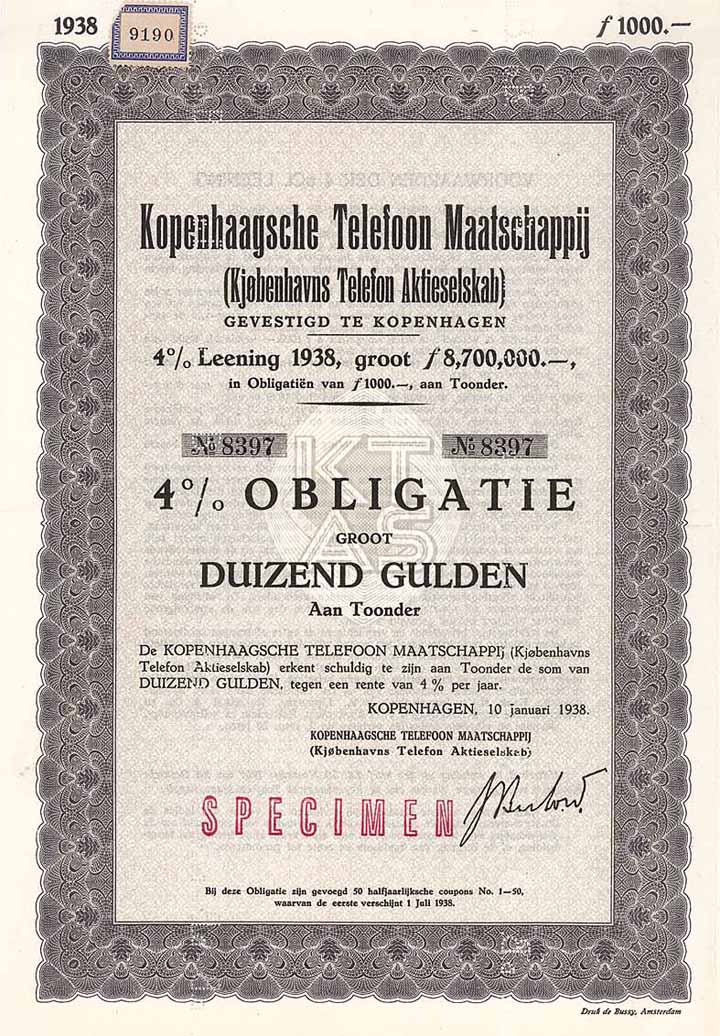 1938
9190
f 1000.—
Kopenhaagsche Telefoon Maatschappij
(Kjøbenhavns Telefon Aktieselskab)
GEVESTIGD TE KOPENHAGEN
4% Leening 1938, groot f 8,700,000.—,
in Obligatiën van f 1000.—, aan Toonder.
№ 8397 № 8397
KT
AS
4% OBLIGATIE
GROOT
DUIZEND GULDEN
Aan Toonder
De KOPENHAAGSCHE TELEFOON MAATSCHAPPIJ (Kjøbenhavns
Telefon Aktieselskab) erkent schuldig te zijn aan Toonder de som van
DUIZEND GULDEN, tegen een rente van 4% per jaar.
KOPENHAGEN, 10 januari 1938.
KOPENHAAGSCHE TELEFOON MAATSCHAPPIJ
(Kjøbenhavns Telefon Aktieselskab)
SPECIMEN
Bij deze Obligatie zijn gevoegd 50 halfjaarlijksche coupons No. 1—50,
waarvan de eerste verschijnt 1 Juli 1938.
Druk de Bussy, Amsterdam